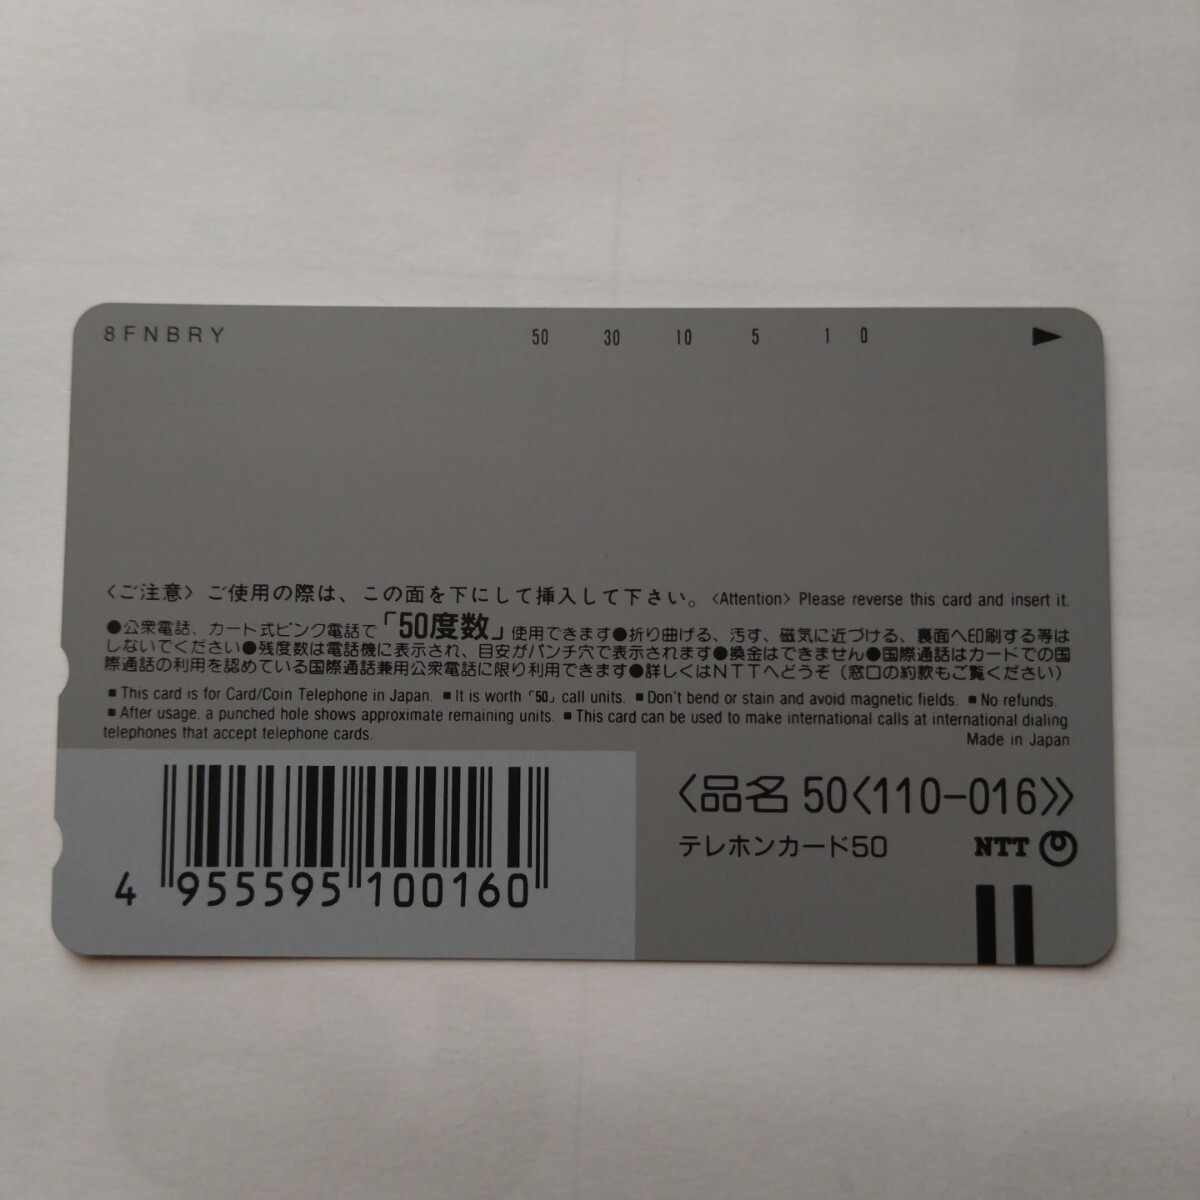 8FNBRY 50 30 10 5 1 0 ▶
〈ご注意〉ご使用の際は、この面を下にして挿入して下さい。〈Attention〉Please reverse this card and insert it.
●公衆電話、カード式ピンク電話で「50度数」使用できます●折り曲げる、汚す、磁気に近づける、裏面へ印刷する等は
しないでください●残度数は電話機に表示され、目安がパンチ穴で表示されます●換金はできません●国際通話はカードでの国
際通話の利用を認めている国際通話兼用公衆電話に限り利用できます●詳しくはNTTへどうぞ（窓口の約款もご覧ください）
■This card is for Card/Coin Telephone in Japan. ■It is worth「50」call units. ■Don't bend or stain and avoid magnetic fields. ■No refunds.
■After usage, a punched hole shows approximate remaining units. ■This card can be used to make international calls at international dialing
telephones that accept telephone cards.
Made in Japan
4 955595 100160
〈品名 50〈110-016〉〉
テレホンカード50 NTT